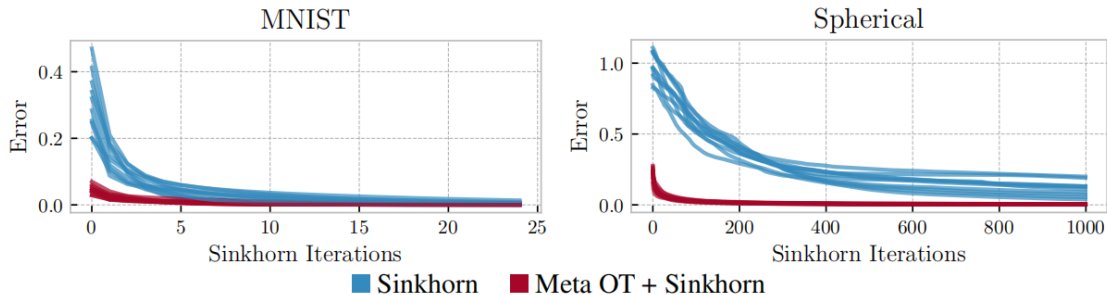 MNIST
Error
0.4
0.2
0.0
0 5 10 15 20 25
Sinkhorn Iterations
Spherical
Error
1.0
0.5
0.0
0 200 400 600 800 1000
Sinkhorn Iterations
Sinkhorn Meta OT + Sinkhorn